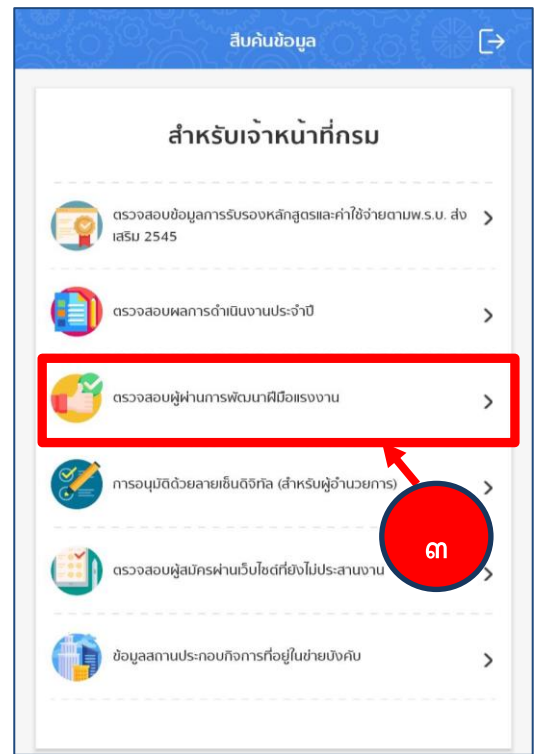 สืบค้นข้อมูล
สำหรับเจ้าหน้าที่กรม
ตรวจสอบข้อมูลการรับรองหลักสูตรและค่าใช้จ่ายตามพ.ร.บ. ส่ง
เสริม 2545
ตรวจสอบผลการดำเนินงานประจำปี
ตรวจสอบผู้ผ่านการพัฒนาฝีมือแรงงาน
การอนุมัติด้วยลายเซ็นดิจิทัล (สำหรับผู้อำนวยการ)
๓
ตรวจสอบผู้สมัครผ่านเว็บไซต์ที่ยังไม่ประสานงาน
ข้อมูลสถานประกอบกิจการที่อยู่ในข่ายบังคับ